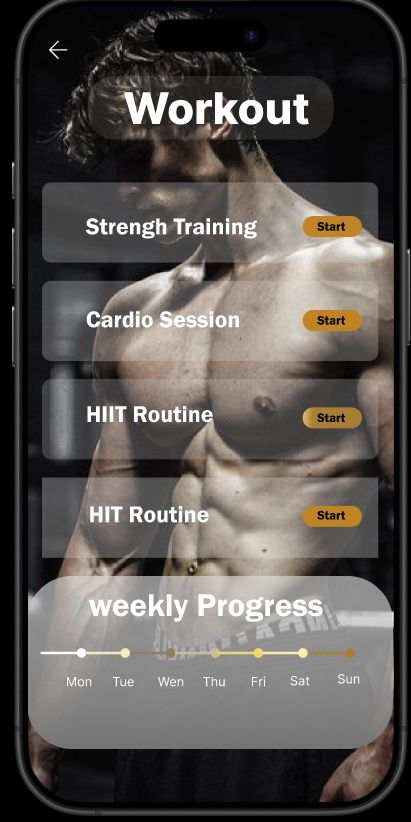 Workout
Strengh Training
Start
Cardio Session
Start
HIIT Routine
Start
HIT Routine
Start
weekly Progress
Mon Tue Wen Thu Fri Sat Sun